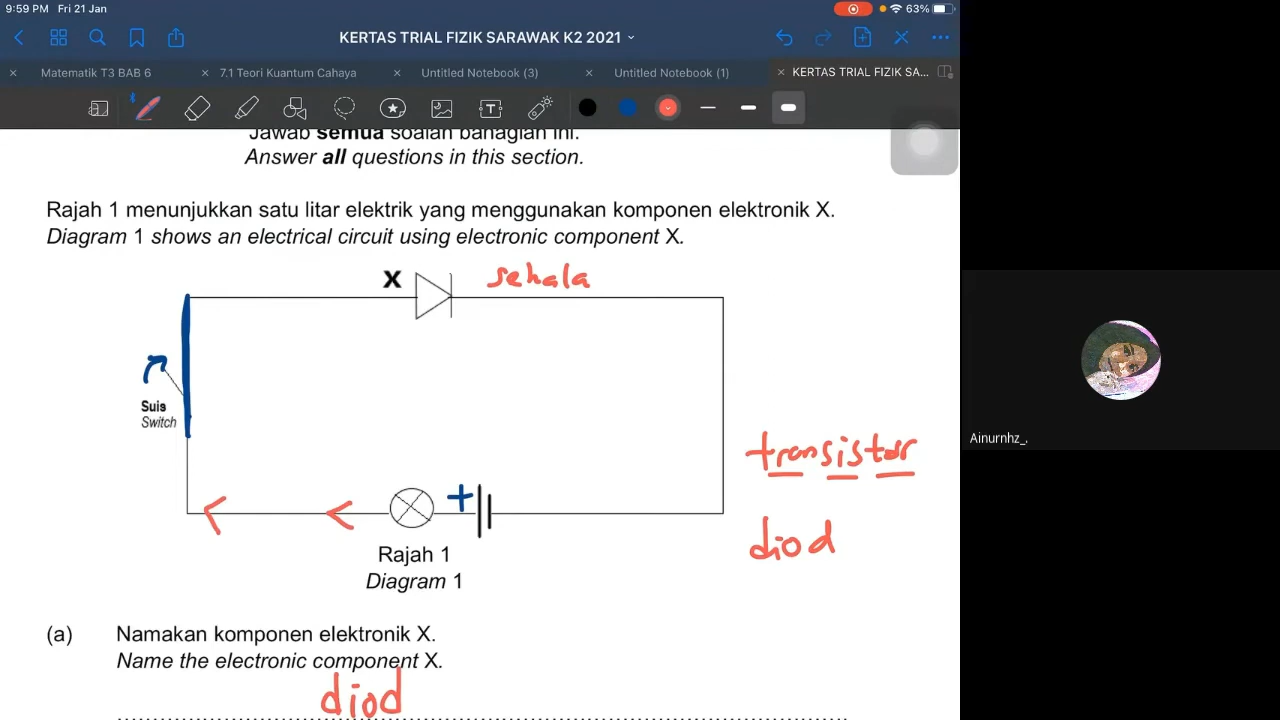 9:59 PM Fri 21 Jan
63%
KERTAS TRIAL FIZIK SARAWAK K2 2021
Matematik T3 BAB 6
7.1 Teori Kuantum Cahaya
Untitled Notebook (3)
Untitled Notebook (1)
KERTAS TRIAL FIZIK SA...
Jawab semua soalan bahagian ini.
Answer all questions in this section.
Rajah 1 menunjukkan satu litar elektrik yang menggunakan komponen elektronik X.
Diagram 1 shows an electrical circuit using electronic component X.
X
sehala
Suis
Switch
+
transistor
diod
Rajah 1
Diagram 1
(a) Namakan komponen elektronik X.
Name the electronic component X.
diod
Ainurnhz_.